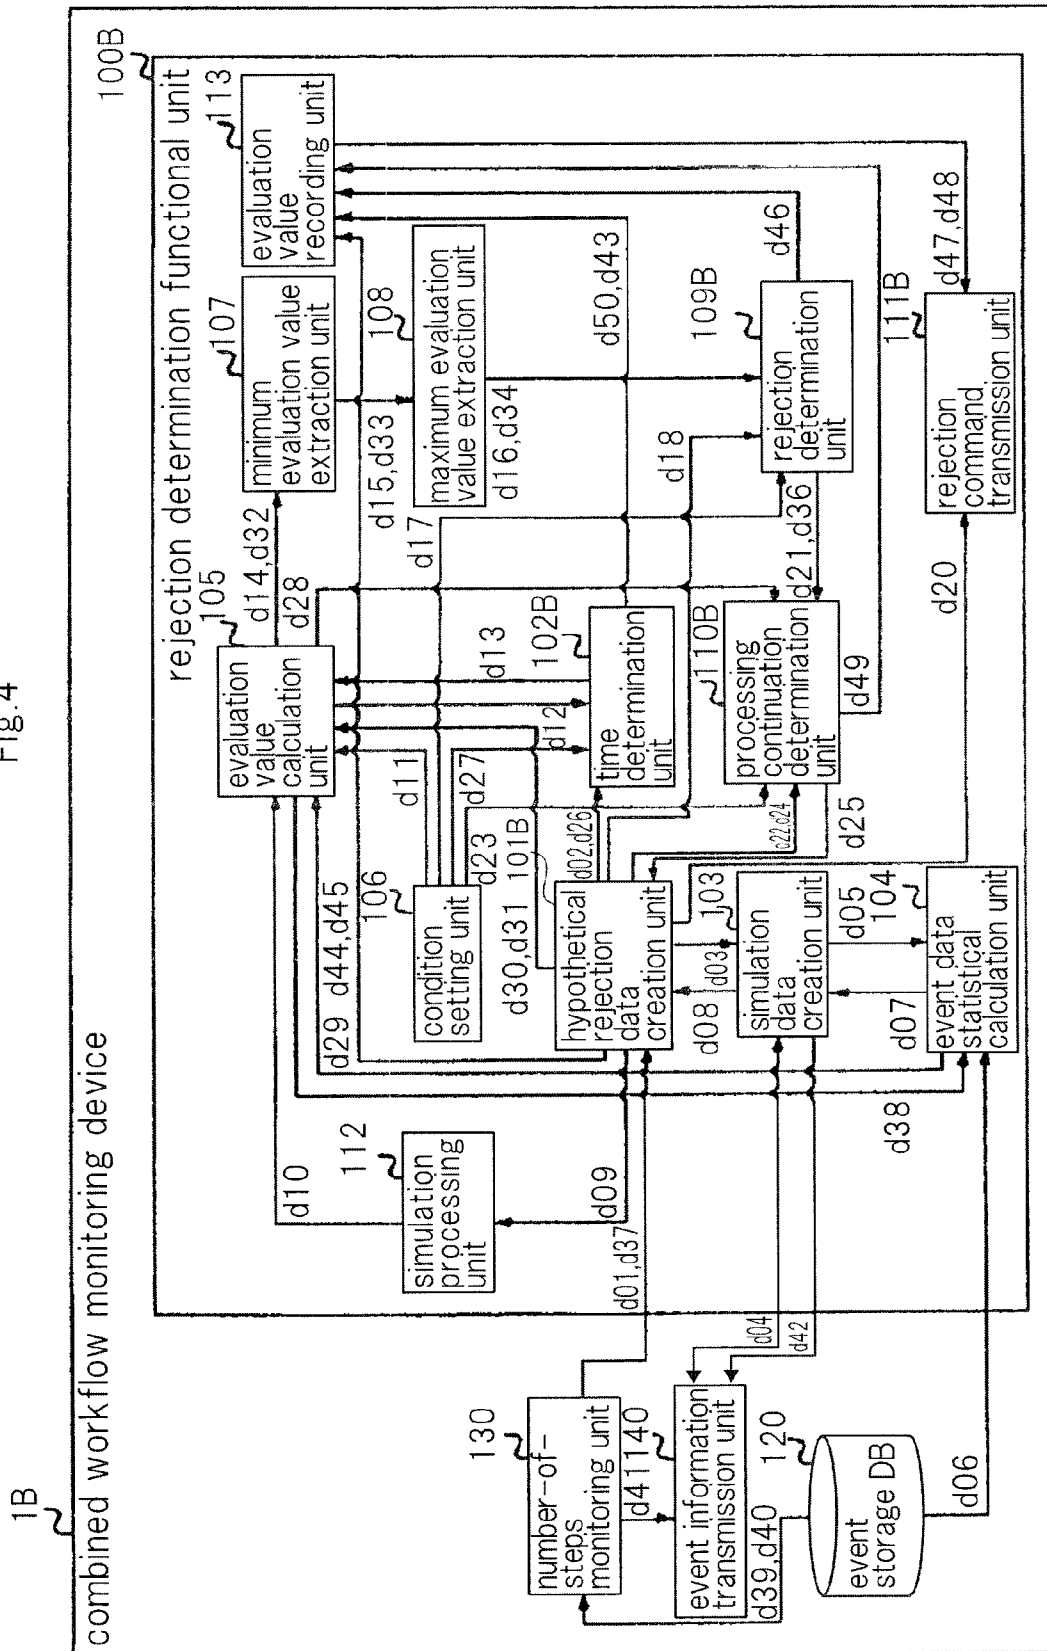 Fig.4
1B
combined workflow monitoring device
100B
rejection determination functional unit
113
evaluation
value
recording unit
107
minimum
evaluation value
extraction unit
105
evaluation
value
calculation
unit
d14,d32
d28
d10
112
simulation
processing
unit
d29
d44,d45
106
condition
setting unit
d11
d27
d23
d12
d13
d15,d33
108
maximum evaluation
value extraction unit
d16,d34
d17
d18
d50,d43
102B
time
determination
unit
d30,d31
101B
d02,d26
hypothetical
rejection
data
creation unit
d09
d01,d37
d22,d24
110B
processing
continuation
determination
unit
d21,d36
d25
d49
109B
rejection
determination
unit
d46
d47,d48
111B
rejection
command
transmission unit
d20
d08
d03
103
simulation
data
creation unit
d04
d42
d07
d05
104
event data
statistical
calculation unit
d38
130
number-of-
steps
monitoring unit
d41
140
event information
transmission unit
120
d39,d40
event
storage DB
d06